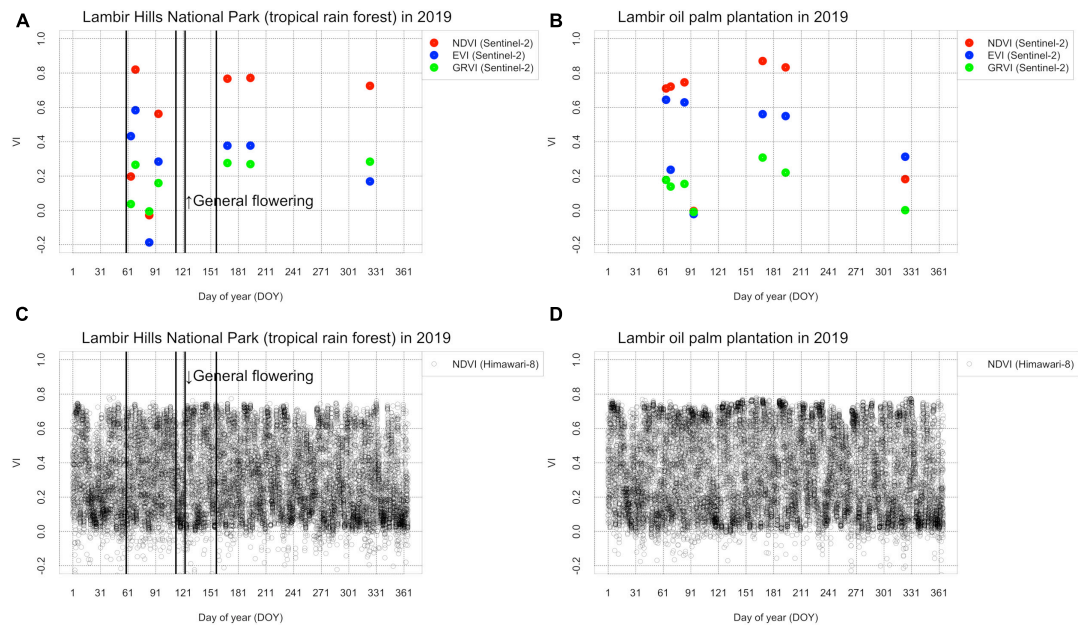 A
Lambir Hills National Park (tropical rain forest) in 2019
1.0
0.8
0.6
0.4
0.2
0.0
-0.2
VI
NDVI (Sentinel-2)
EVI (Sentinel-2)
GRVI (Sentinel-2)
↑General flowering
1 31 61 91 121 151 181 211 241 271 301 331 361
Day of year (DOY)
B
Lambir oil palm plantation in 2019
1.0
0.8
0.6
0.4
0.2
0.0
-0.2
VI
NDVI (Sentinel-2)
EVI (Sentinel-2)
GRVI (Sentinel-2)
1 31 61 91 121 151 181 211 241 271 301 331 361
Day of year (DOY)
C
Lambir Hills National Park (tropical rain forest) in 2019
1.0
0.8
0.6
0.4
0.2
0.0
-0.2
VI
NDVI (Himawari-8)
↓General flowering
1 31 61 91 121 151 181 211 241 271 301 331 361
Day of year (DOY)
D
Lambir oil palm plantation in 2019
1.0
0.8
0.6
0.4
0.2
0.0
-0.2
VI
NDVI (Himawari-8)
1 31 61 91 121 151 181 211 241 271 301 331 361
Day of year (DOY)